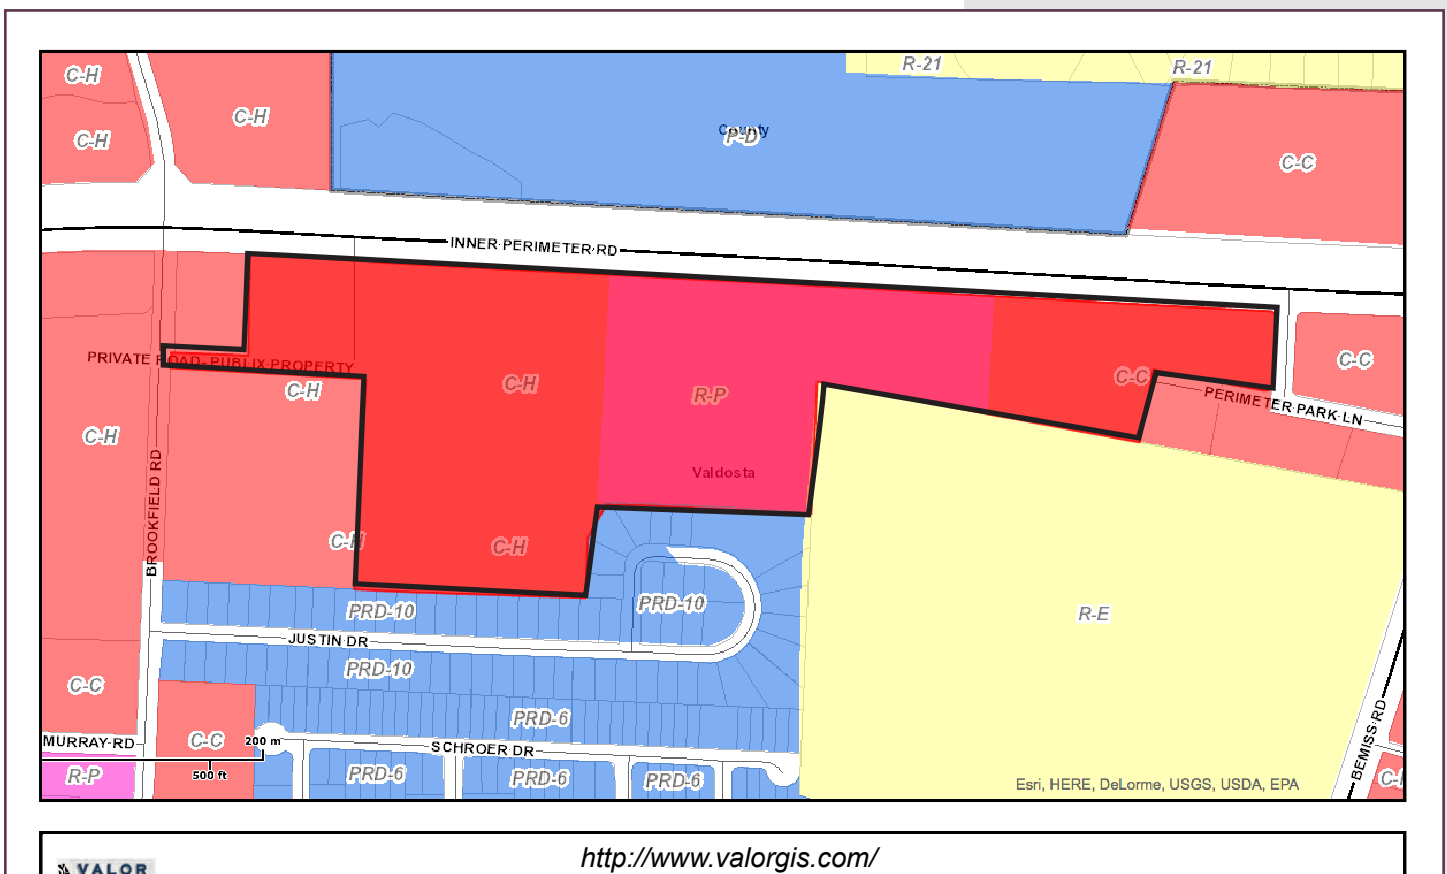 C-H
R-21
R-21
C-H
C-H
County
P-D
C-C
INNER PERIMETER RD
PRIVATE ROAD- PUBLIX PROPERTY
C-H
C-H
C-C
C-C
R-P
PERIMETER PARK LN
C-H
Valdosta
BROOKFIELD RD
C-H
C-H
PRD-10
PRD-10
R-E
JUSTIN DR
PRD-10
C-C
PRD-6
BEMISS RD
MURRAY RD
C-C
200 m
SCHROER DR
R-P
500 ft
PRD-6
PRD-6
PRD-6
Esri, HERE, DeLorme, USGS, USDA, EPA
http://www.valorgis.com/
VALOR